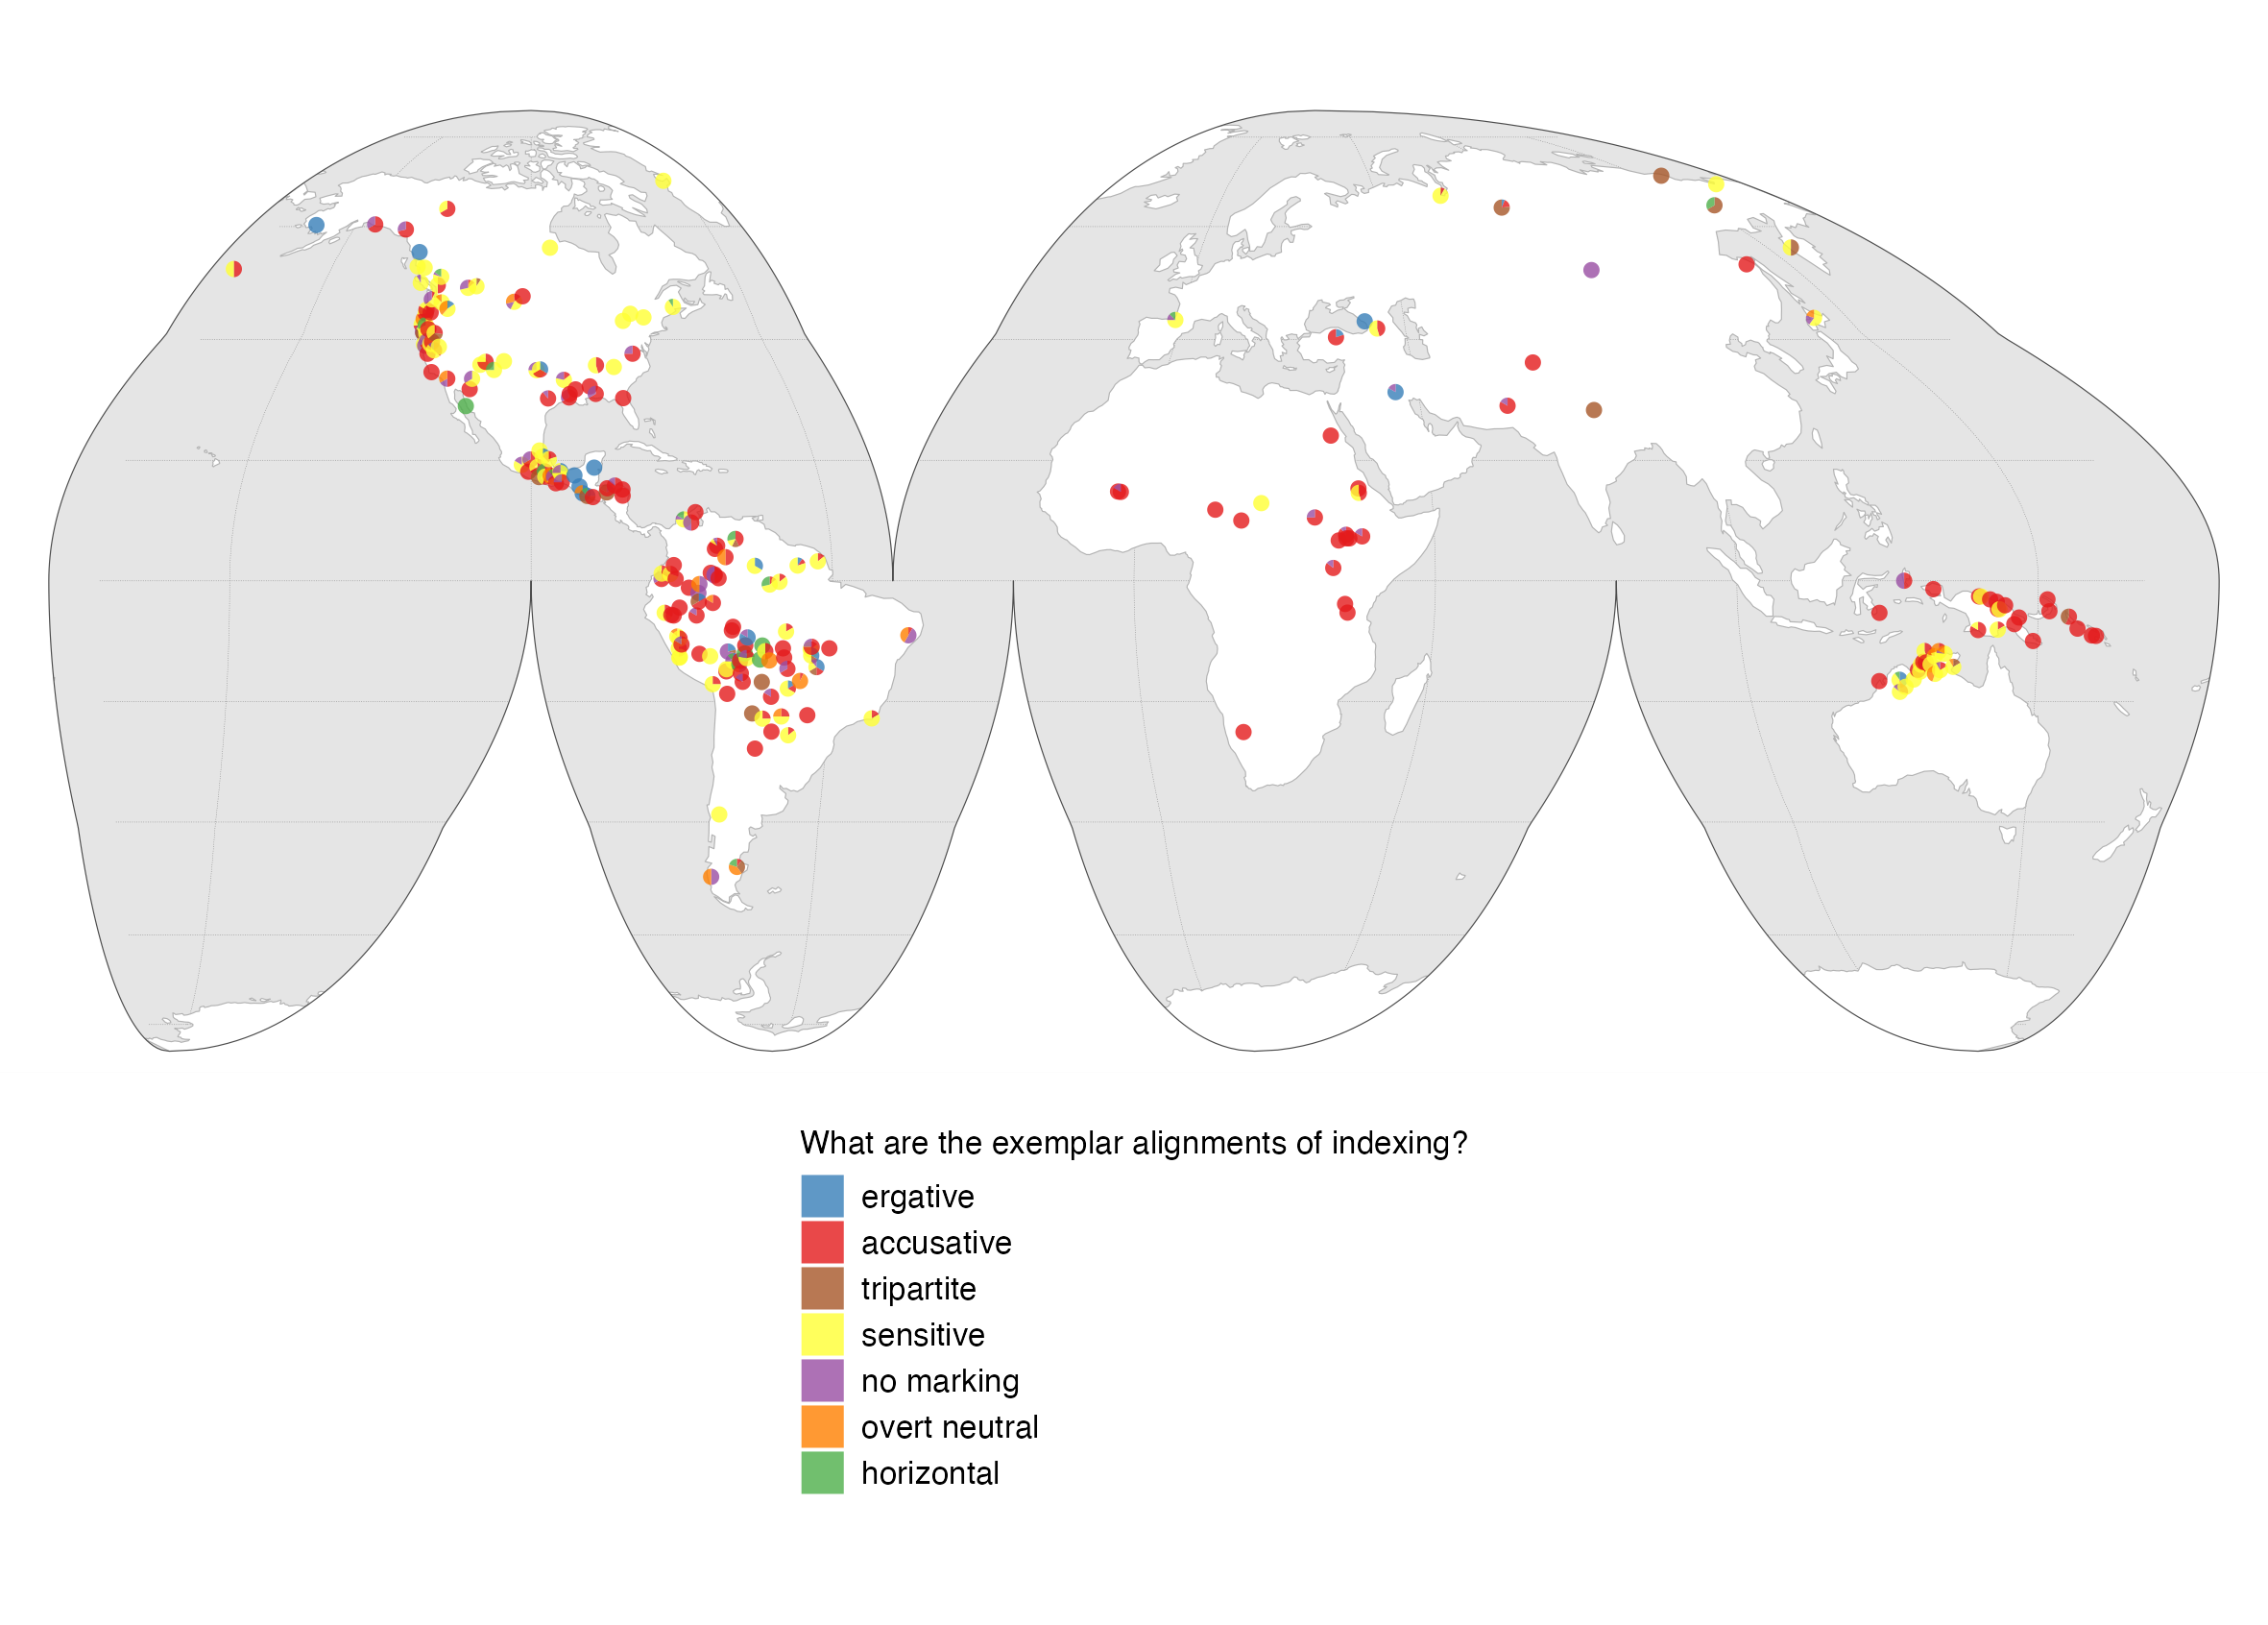 What are the exemplar alignments of indexing?
ergative
accusative
tripartite
sensitive
no marking
overt neutral
horizontal